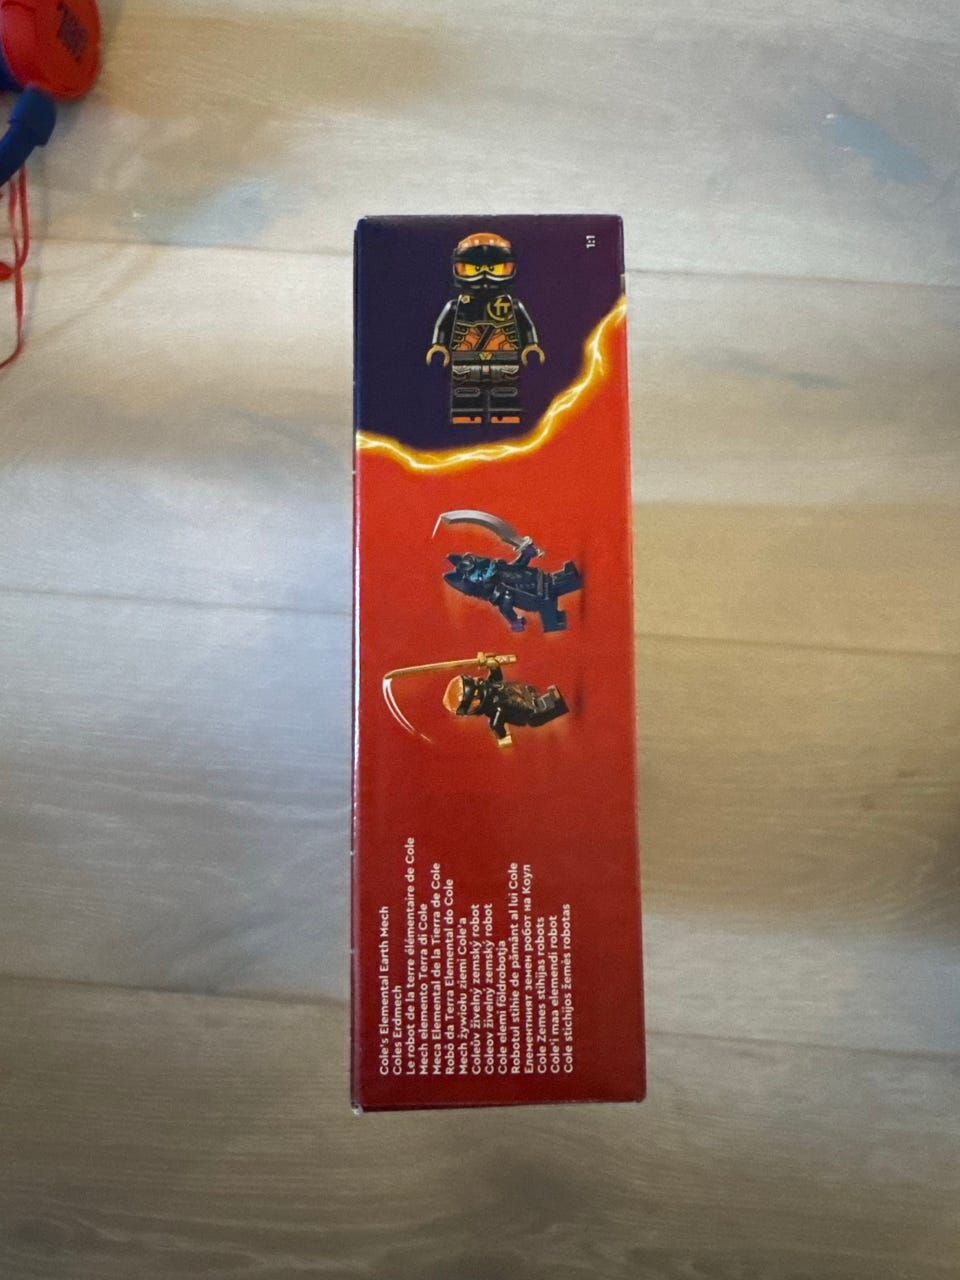 1:1
Cole's Elemental Earth Mech
Coles Erdmech
Le robot de la terre élémentaire de Cole
Mech elemento Terra di Cole
Meca Elemental de la Tierra de Cole
Robô da Terra Elemental do Cole
Mech żywiołu ziemi Cole'a
Coleův živelný zemský robot
Coleov živelný zemský robot
Cole elemi földrobotja
Robotul stihie de pământ al lui Cole
Елементният земен робот на Коул
Cole Zemes stihijas robots
Cole'i maa elemendi robot
Cole stichijos žemės robotas